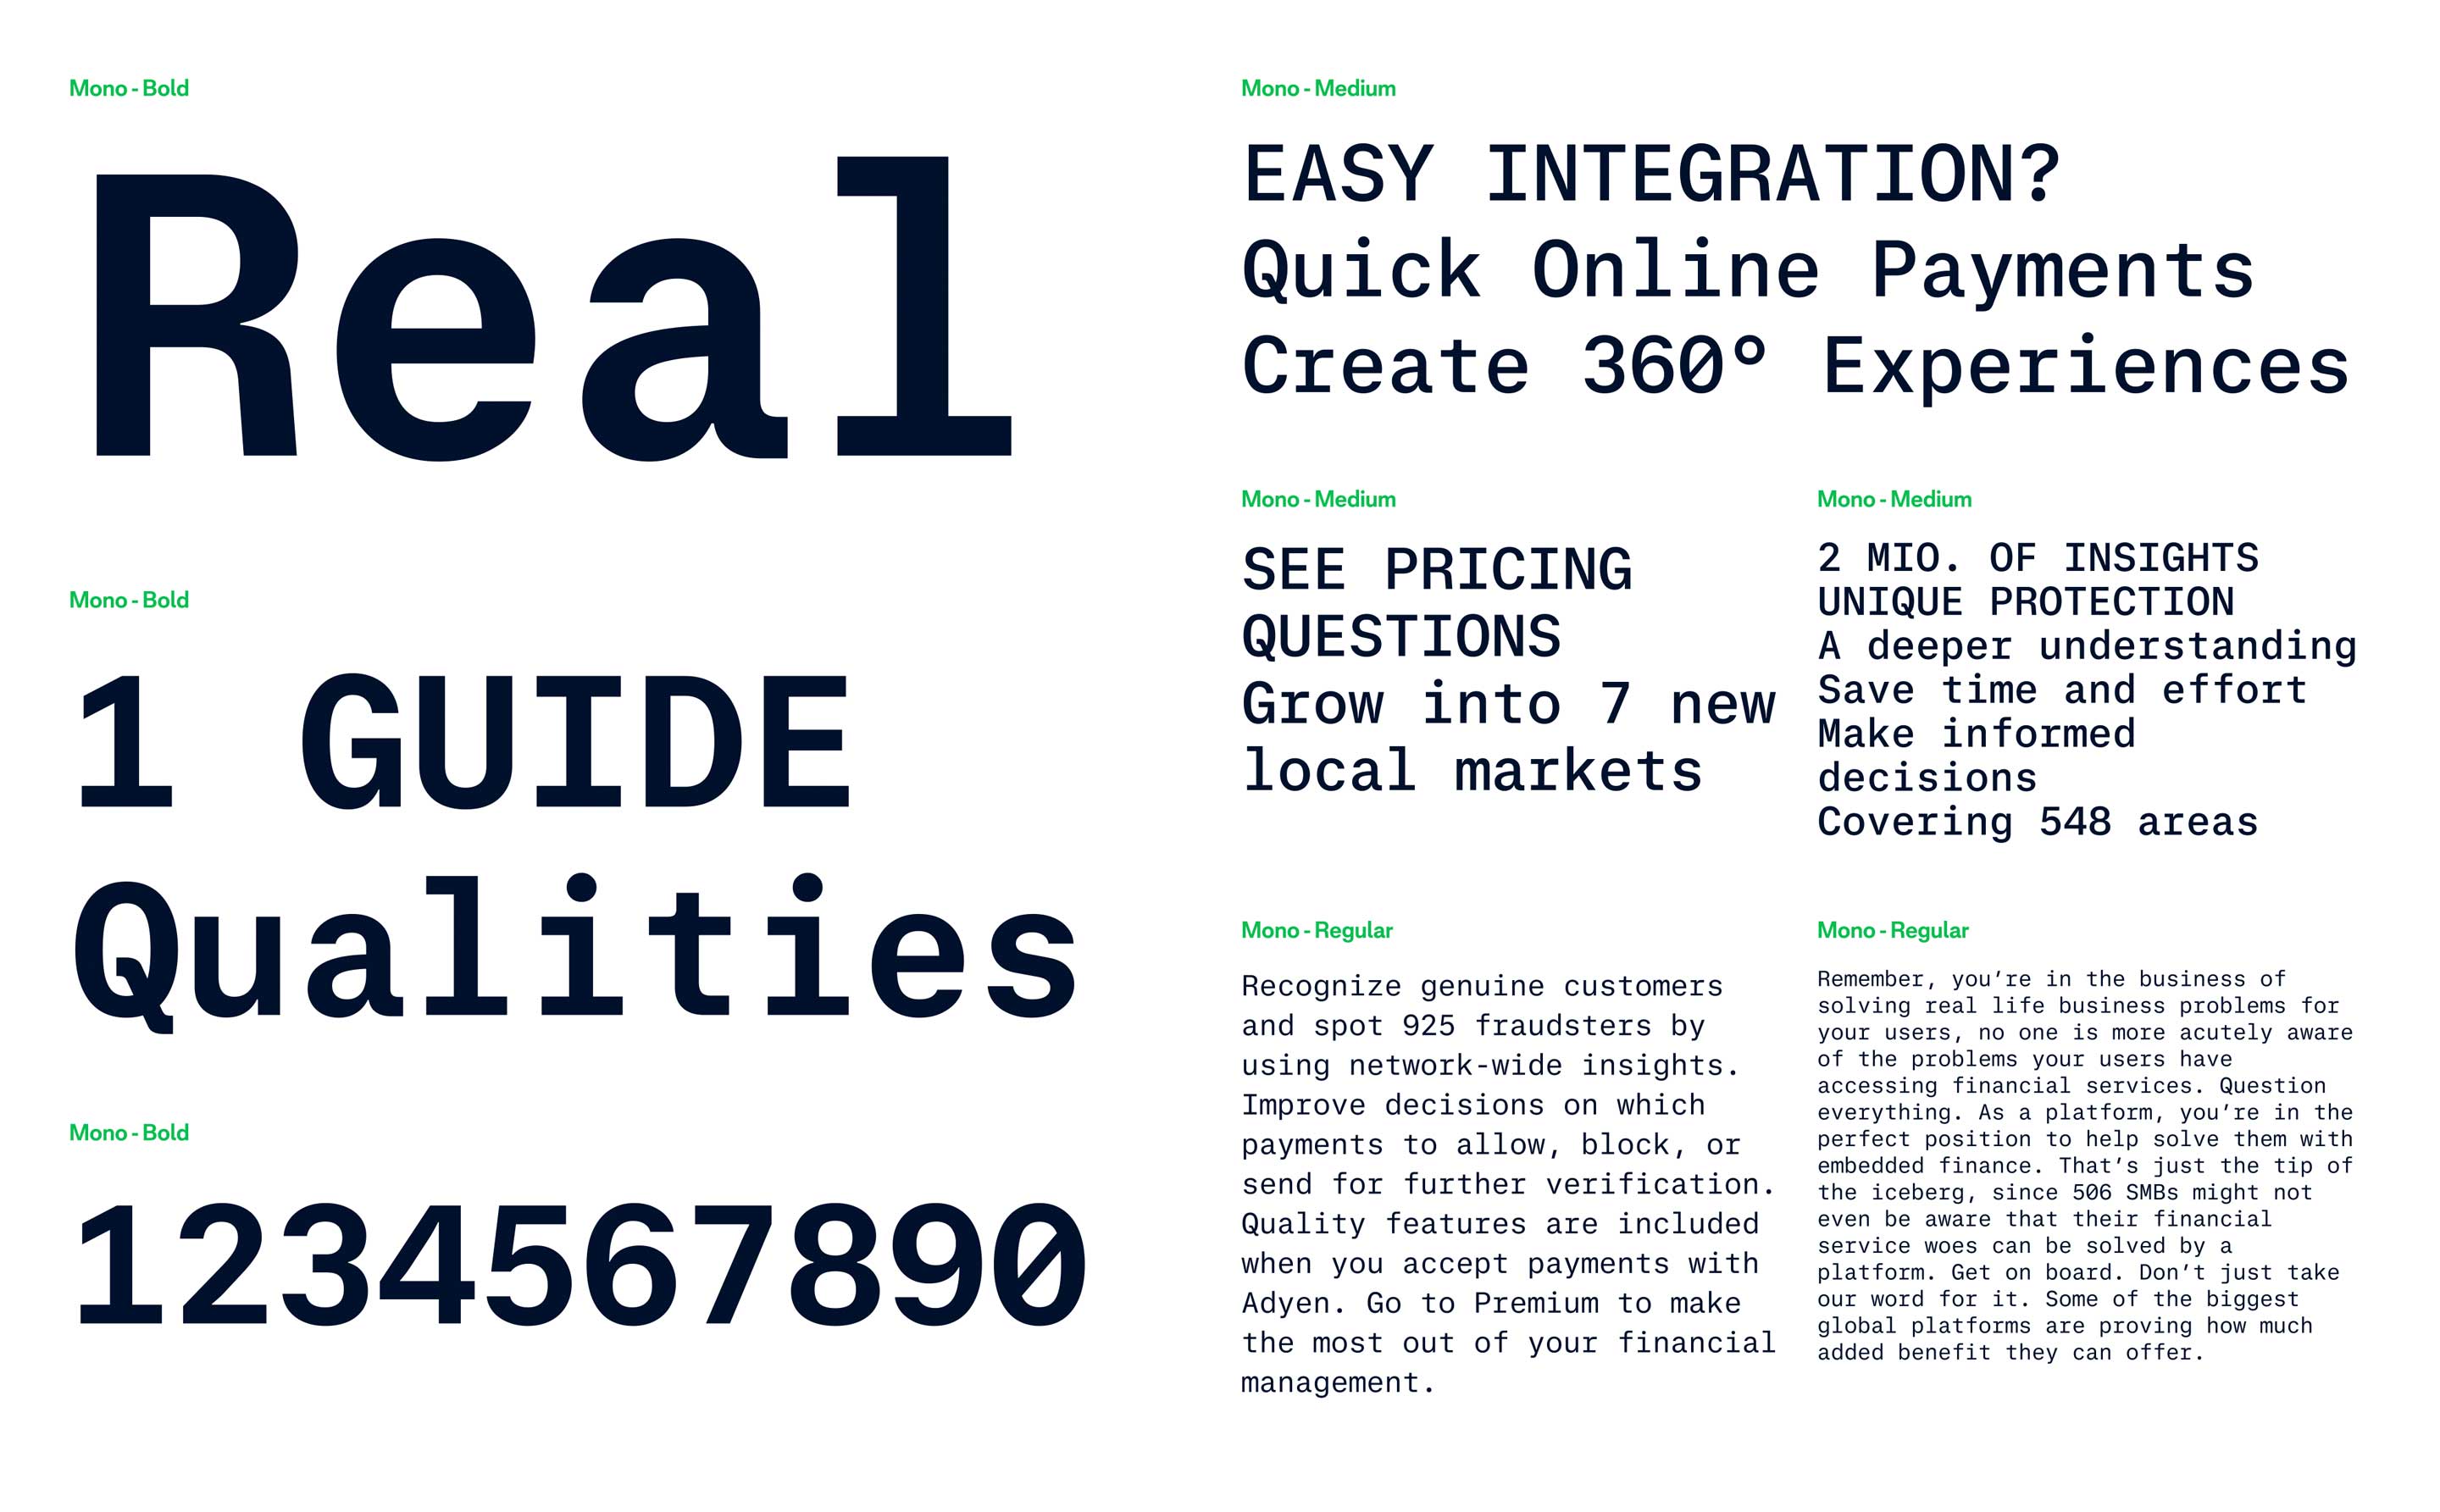 Mono - Bold
Real
Mono - Bold
1 GUIDE
Qualities
Mono - Bold
1234567890
Mono - Medium
EASY INTEGRATION?
Quick Online Payments
Create 360° Experiences
Mono - Medium
SEE PRICING
QUESTIONS
Grow into 7 new
local markets
Mono - Medium
2 MIO. OF INSIGHTS
UNIQUE PROTECTION
A deeper understanding
Save time and effort
Make informed
decisions
Covering 548 areas
Mono - Regular
Recognize genuine customers
and spot 925 fraudsters by
using network-wide insights.
Improve decisions on which
payments to allow, block, or
send for further verification.
Quality features are included
when you accept payments with
Adyen. Go to Premium to make
the most out of your financial
management.
Mono - Regular
Remember, you’re in the business of
solving real life business problems for
your users, no one is more acutely aware
of the problems your users have
accessing financial services. Question
everything. As a platform, you’re in the
perfect position to help solve them with
embedded finance. That’s just the tip of
the iceberg, since 506 SMBs might not
even be aware that their financial
service woes can be solved by a
platform. Get on board. Don’t just take
our word for it. Some of the biggest
global platforms are proving how much
added benefit they can offer.